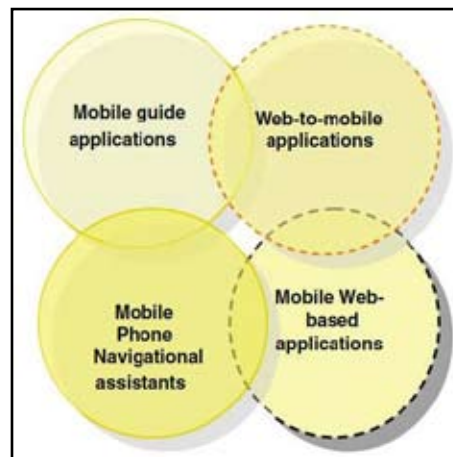 Mobile guide
applications
Web-to-mobile
applications
Mobile
Phone
Navigational
assistants
Mobile Web-
based
applications